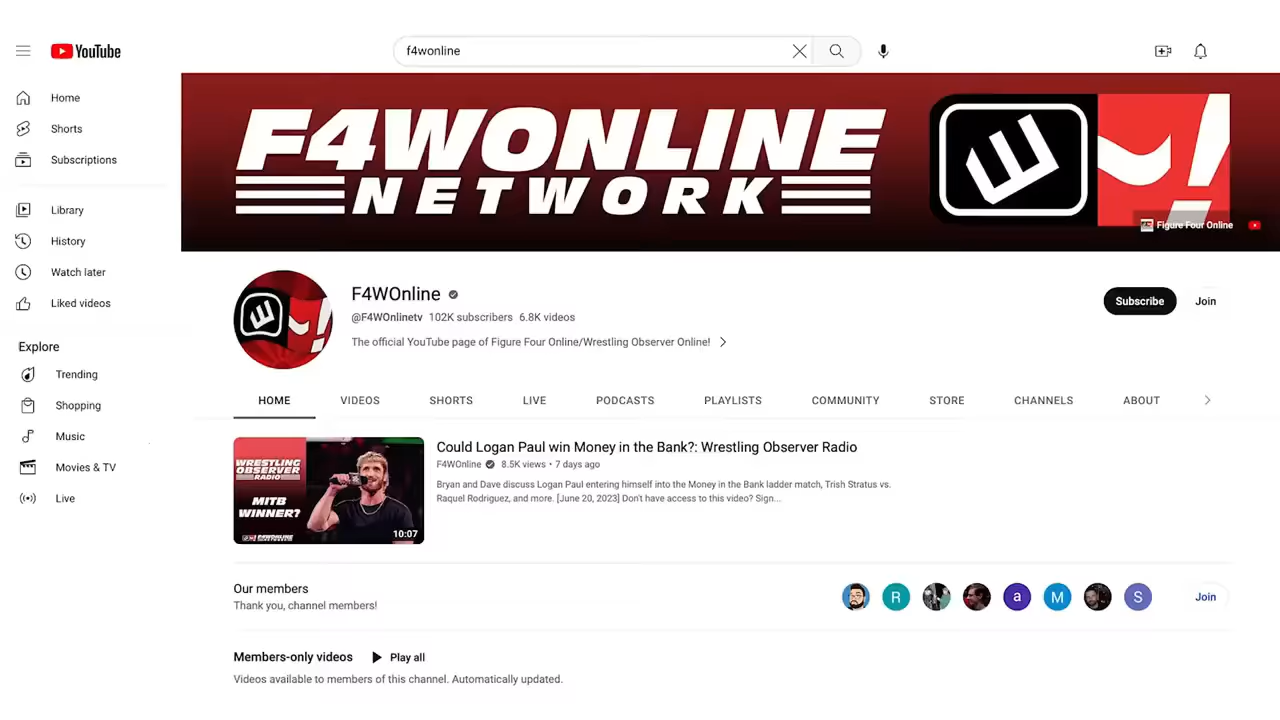 YouTube
f4wonline
Home
Shorts
Subscriptions
Library
History
Watch later
Liked videos
Explore
Trending
Shopping
Music
Movies & TV
Live
F4WONLINE
NETWORK
Figure Four Online
F4WOnline
@F4WOnlinetv 102K subscribers 6.8K videos
The official YouTube page of Figure Four Online/Wrestling Observer Online!
Subscribe
Join
HOME VIDEOS SHORTS LIVE PODCASTS PLAYLISTS COMMUNITY STORE CHANNELS ABOUT
WRESTLING
OBSERVER
RADIO
MITB
WINNER?
10:07
Could Logan Paul win Money in the Bank?: Wrestling Observer Radio
F4WOnline 8.5K views • 7 days ago
Bryan and Dave discuss Logan Paul entering himself into the Money in the Bank ladder match, Trish Stratus vs.
Raquel Rodriguez, and more. [June 20, 2023] Don't have access to this video? Sign...
Our members
Thank you, channel members!
R a M S
Join
Members-only videos Play all
Videos available to members of this channel. Automatically updated.